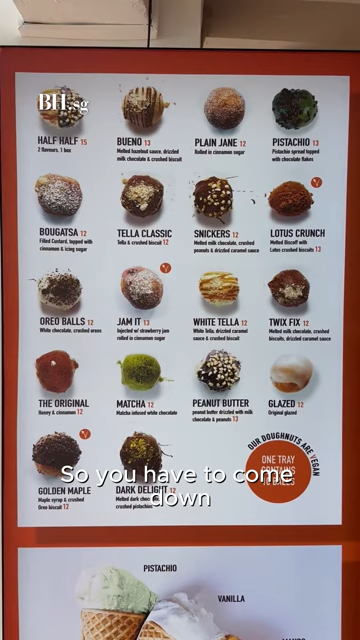 BH.sg
HALF HALF 15
2 flavours, 1 box
BUENO 13
Melted hazelnut sauce, drizzled
milk chocolate & crushed biscuit
PLAIN JANE 12
Rolled in cinnamon sugar
PISTACHIO 13
Pistachio spread topped
with chocolate flakes
BOUGATSA 12
Filled Custard, topped with
cinnamon & icing sugar
TELLA CLASSIC
Tella & crushed biscuit 12
SNICKERS 12
Melted milk chocolate, crushed
peanuts & drizzled caramel sauce
LOTUS CRUNCH
Melted Biscoff with
Lotus crushed biscuits 13
OREO BALLS 12
White chocolate, crushed oreos
JAM IT 13
Injected w/ strawberry jam
rolled in cinnamon sugar
WHITE TELLA 12
White Tella, drizzled caramel
sauce & crushed biscuit
TWIX FIX 12
Melted milk chocolate, crushed
biscuits, drizzled caramel sauce
THE ORIGINAL
Honey & cinnamon 12
MATCHA 12
Matcha infused white chocolate
PEANUT BUTTER
peanut butter drizzled with milk
chocolate & peanuts 13
GLAZED 12
Original glazed
GOLDEN MAPLE
Maple syrup & crushed
Oreo biscuit 12
DARK DELIGHT 12
Melted dark
crushed pistachios
OUR DOUGHNUTS ARE VEGAN
ONE TRAY
CONTAINS
So you have to come
down
PISTACHIO
VANILLA